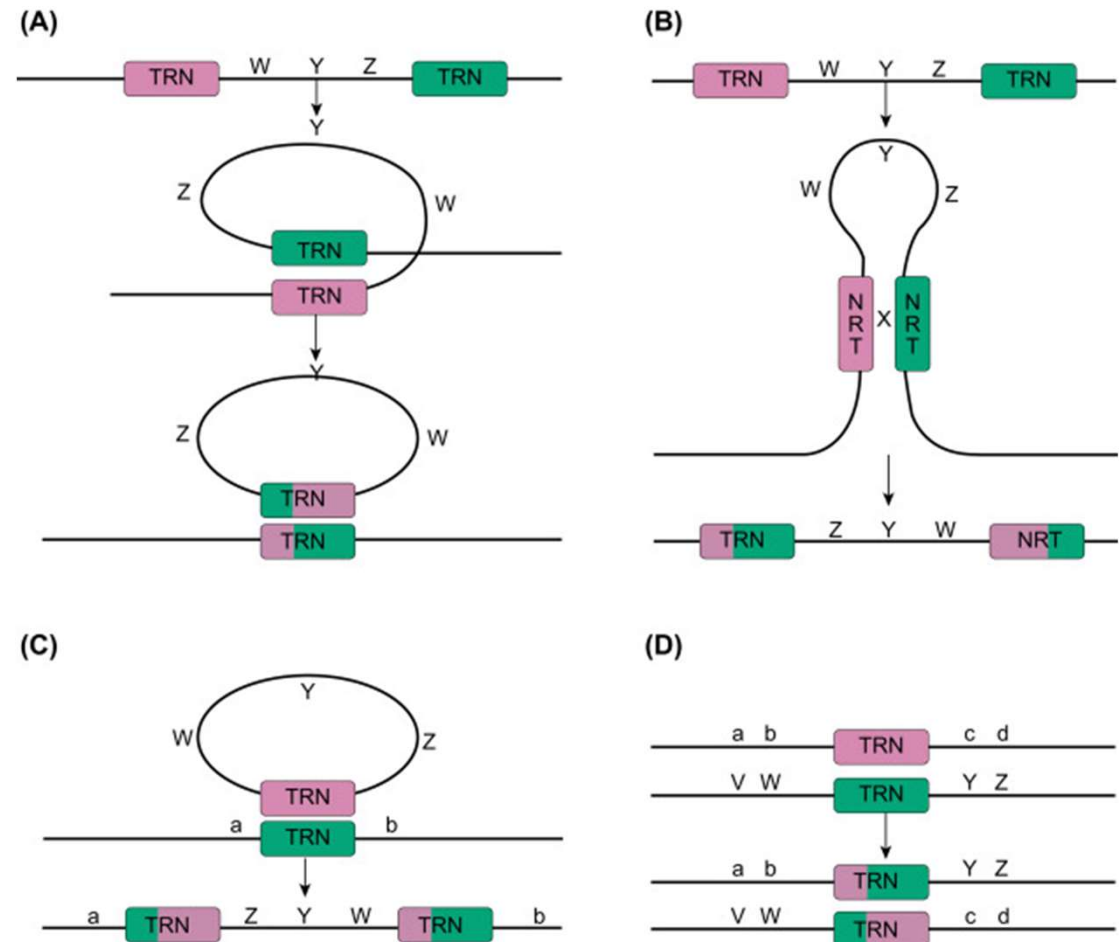 (A)
TRN W Y Z TRN
Y
Z W
TRN
TRN
Y
Z W
TRN
TRN
(B)
TRN W Y Z TRN
Y
W Z
N N
R X R
T T
TRN Z Y W NRT
(C)
Y
W Z
TRN
a TRN b
a TRN Z Y W TRN b
(D)
a b TRN c d
V W TRN Y Z
a b TRN Y Z
V W TRN c d